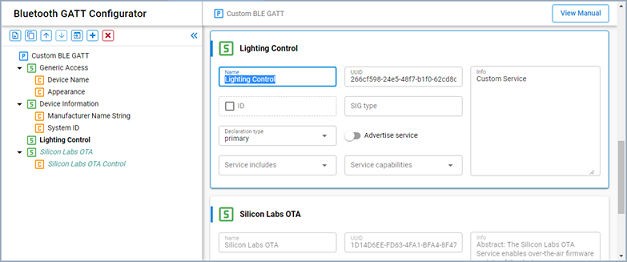 Bluetooth GATT Configurator
Custom BLE GATT
View Manual
Custom BLE GATT
S Generic Access
C Device Name
C Appearance
S Device Information
C Manufacturer Name String
C System ID
S Lighting Control
S Silicon Labs OTA
C Silicon Labs OTA Control
S Lighting Control
Name
Lighting Control
UUID
266cf598-24e5-48f7-b1f0-62cd8c
Info
Custom Service
ID
SIG type
Declaration type
primary
Advertise service
Service includes
Service capabilities
S Silicon Labs OTA
Name
Silicon Labs OTA
UUID
1D14D6EE-FD63-4FA1-BFA4-8F47
Info
Abstract: The Silicon Labs OTA
Service enables over-the-air firmware